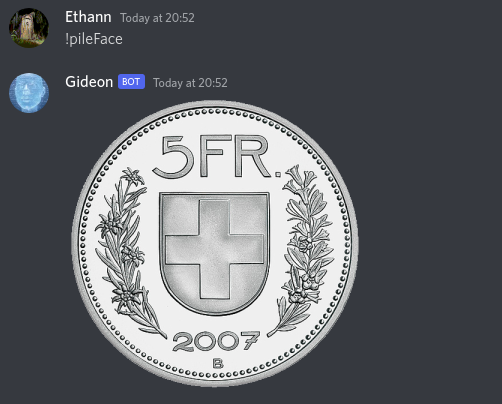 Ethann Today at 20:52
!pileFace
Gideon BOT Today at 20:52
5FR.
2007
B